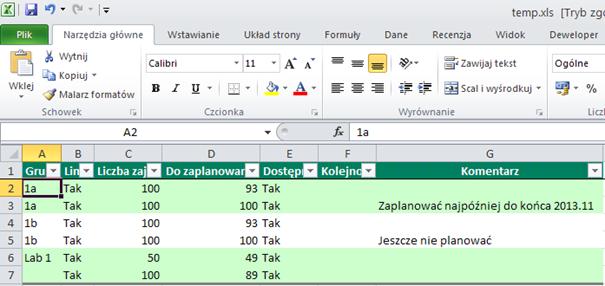 temp.xls [Tryb zgo
Plik Narzędzia główne Wstawianie Układ strony Formuły Dane Recenzja Widok Developer
Wklej
Wytnij
Kopiuj
Malarz formatów
Schowek
Calibri 11
B I U
Czcionka
Zawijaj tekst
Scal i wyśrodkuj
Wyrównanie
Ogólne
%
Licz
A2 fx 1a
A B C D E F G
1 Gru Lin Liczba zaj Do zaplanowan Dostępn Kolejno Komentarz
2 1a Tak 100 93 Tak
3 1a Tak 100 100 Tak Zaplanować najpóźniej do końca 2013.11
4 1b Tak 100 93 Tak
5 1b Tak 100 100 Tak Jeszcze nie planować
6 Lab 1 Tak 50 49 Tak
7 Tak 100 89 Tak